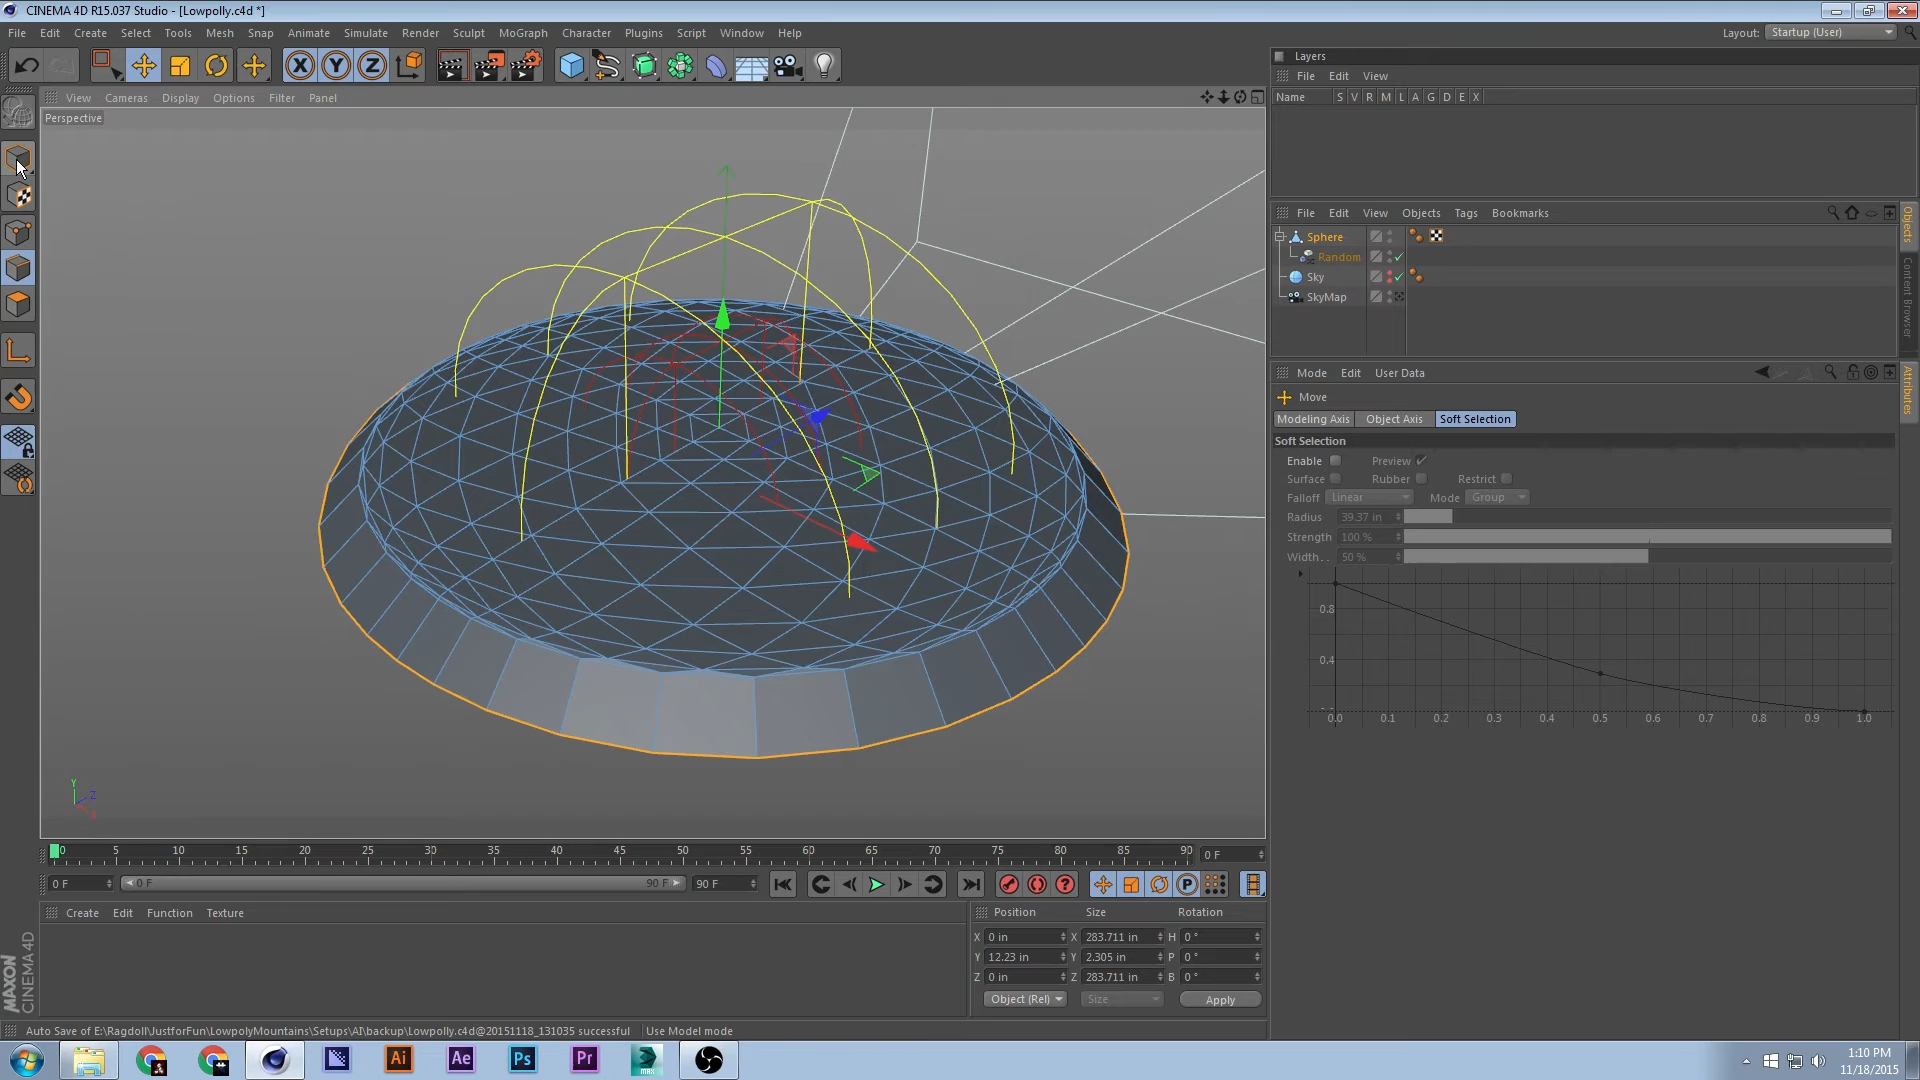 CINEMA 4D R15.037 Studio - [Lowpolly.c4d *]
File Edit Create Select Tools Mesh Snap Animate Simulate Render Sculpt MoGraph Character Plugins Script Window Help
Layout: Startup (User)
View Cameras Display Options Filter Panel
Perspective
Layers
File Edit View
Name S V R M L A G D E X
File Edit View Objects Tags Bookmarks
Sphere
Random
Sky
SkyMap
Objects
Content Browser
Attributes
Mode Edit User Data
Move
Modeling Axis Object Axis Soft Selection
Soft Selection
Enable Preview
Surface Rubber Restrict
Falloff Linear Mode Group
Radius 39.37 in
Strength 100 %
Width.. 50 %
0.8
0.4
0.0 0.1 0.2 0.3 0.4 0.5 0.6 0.7 0.8 0.9 1.0
Y
Z
X
0 5 10 15 20 25 30 35 40 45 50 55 60 65 70 75 80 85 90 0 F
0 F 0 F 90 F 90 F
Create Edit Function Texture
Position Size Rotation
X 0 in X 283.711 in H 0 °
Y 12.23 in Y 2.305 in P 0 °
Z 0 in Z 283.711 in B 0 °
Object (Rel) Size Apply
MAXON
CINEMA 4D
Auto Save of E:\Ragdoll\JustforFun\LowpolyMountains\Setups\AI\backup\Lowpolly.c4d@20151118_131035 successful Use Model mode
Ai Ae Ps Pr MAX
1:10 PM
11/18/2015